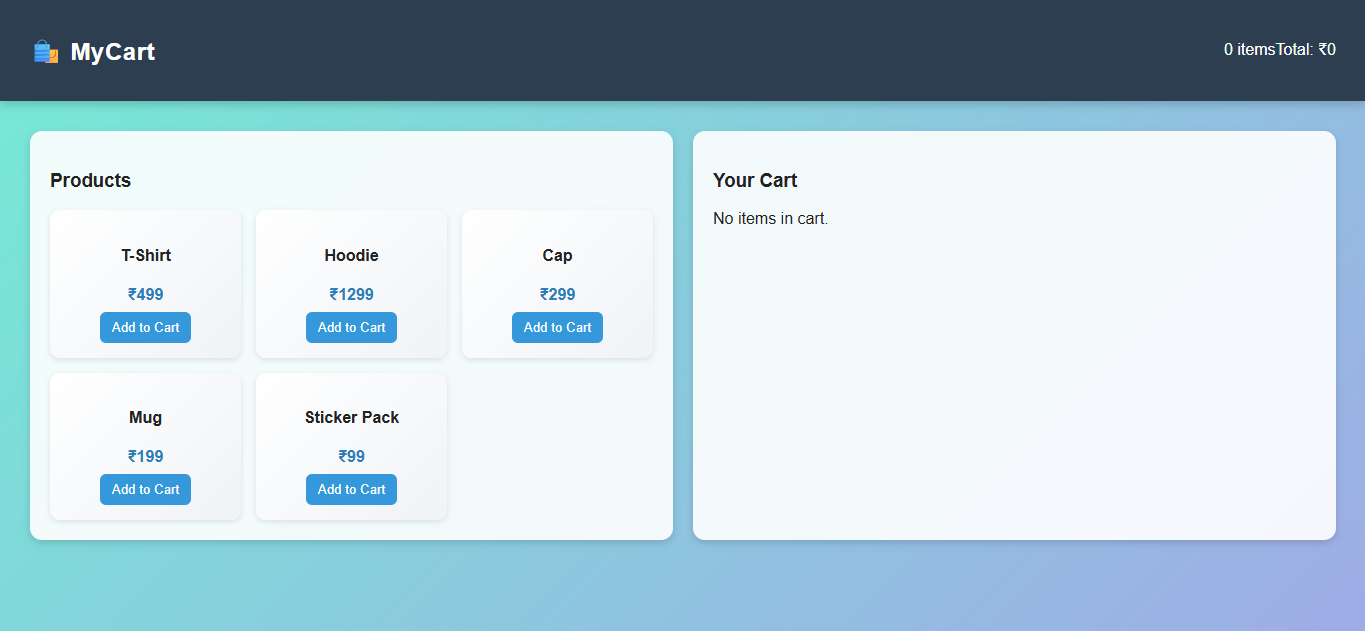 MyCart
0 itemsTotal: ₹0
Products
T-Shirt
₹499
Add to Cart
Hoodie
₹1299
Add to Cart
Cap
₹299
Add to Cart
Mug
₹199
Add to Cart
Sticker Pack
₹99
Add to Cart
Your Cart
No items in cart.